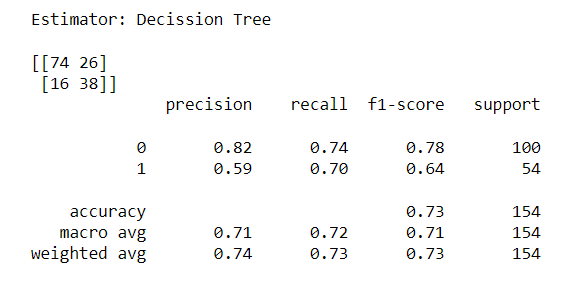 Estimator: Decission Tree
[[74 26]
[16 38]]
precision recall f1-score support
0 0.82 0.74 0.78 100
1 0.59 0.70 0.64 54
accuracy 0.73 154
macro avg 0.71 0.72 0.71 154
weighted avg 0.74 0.73 0.73 154